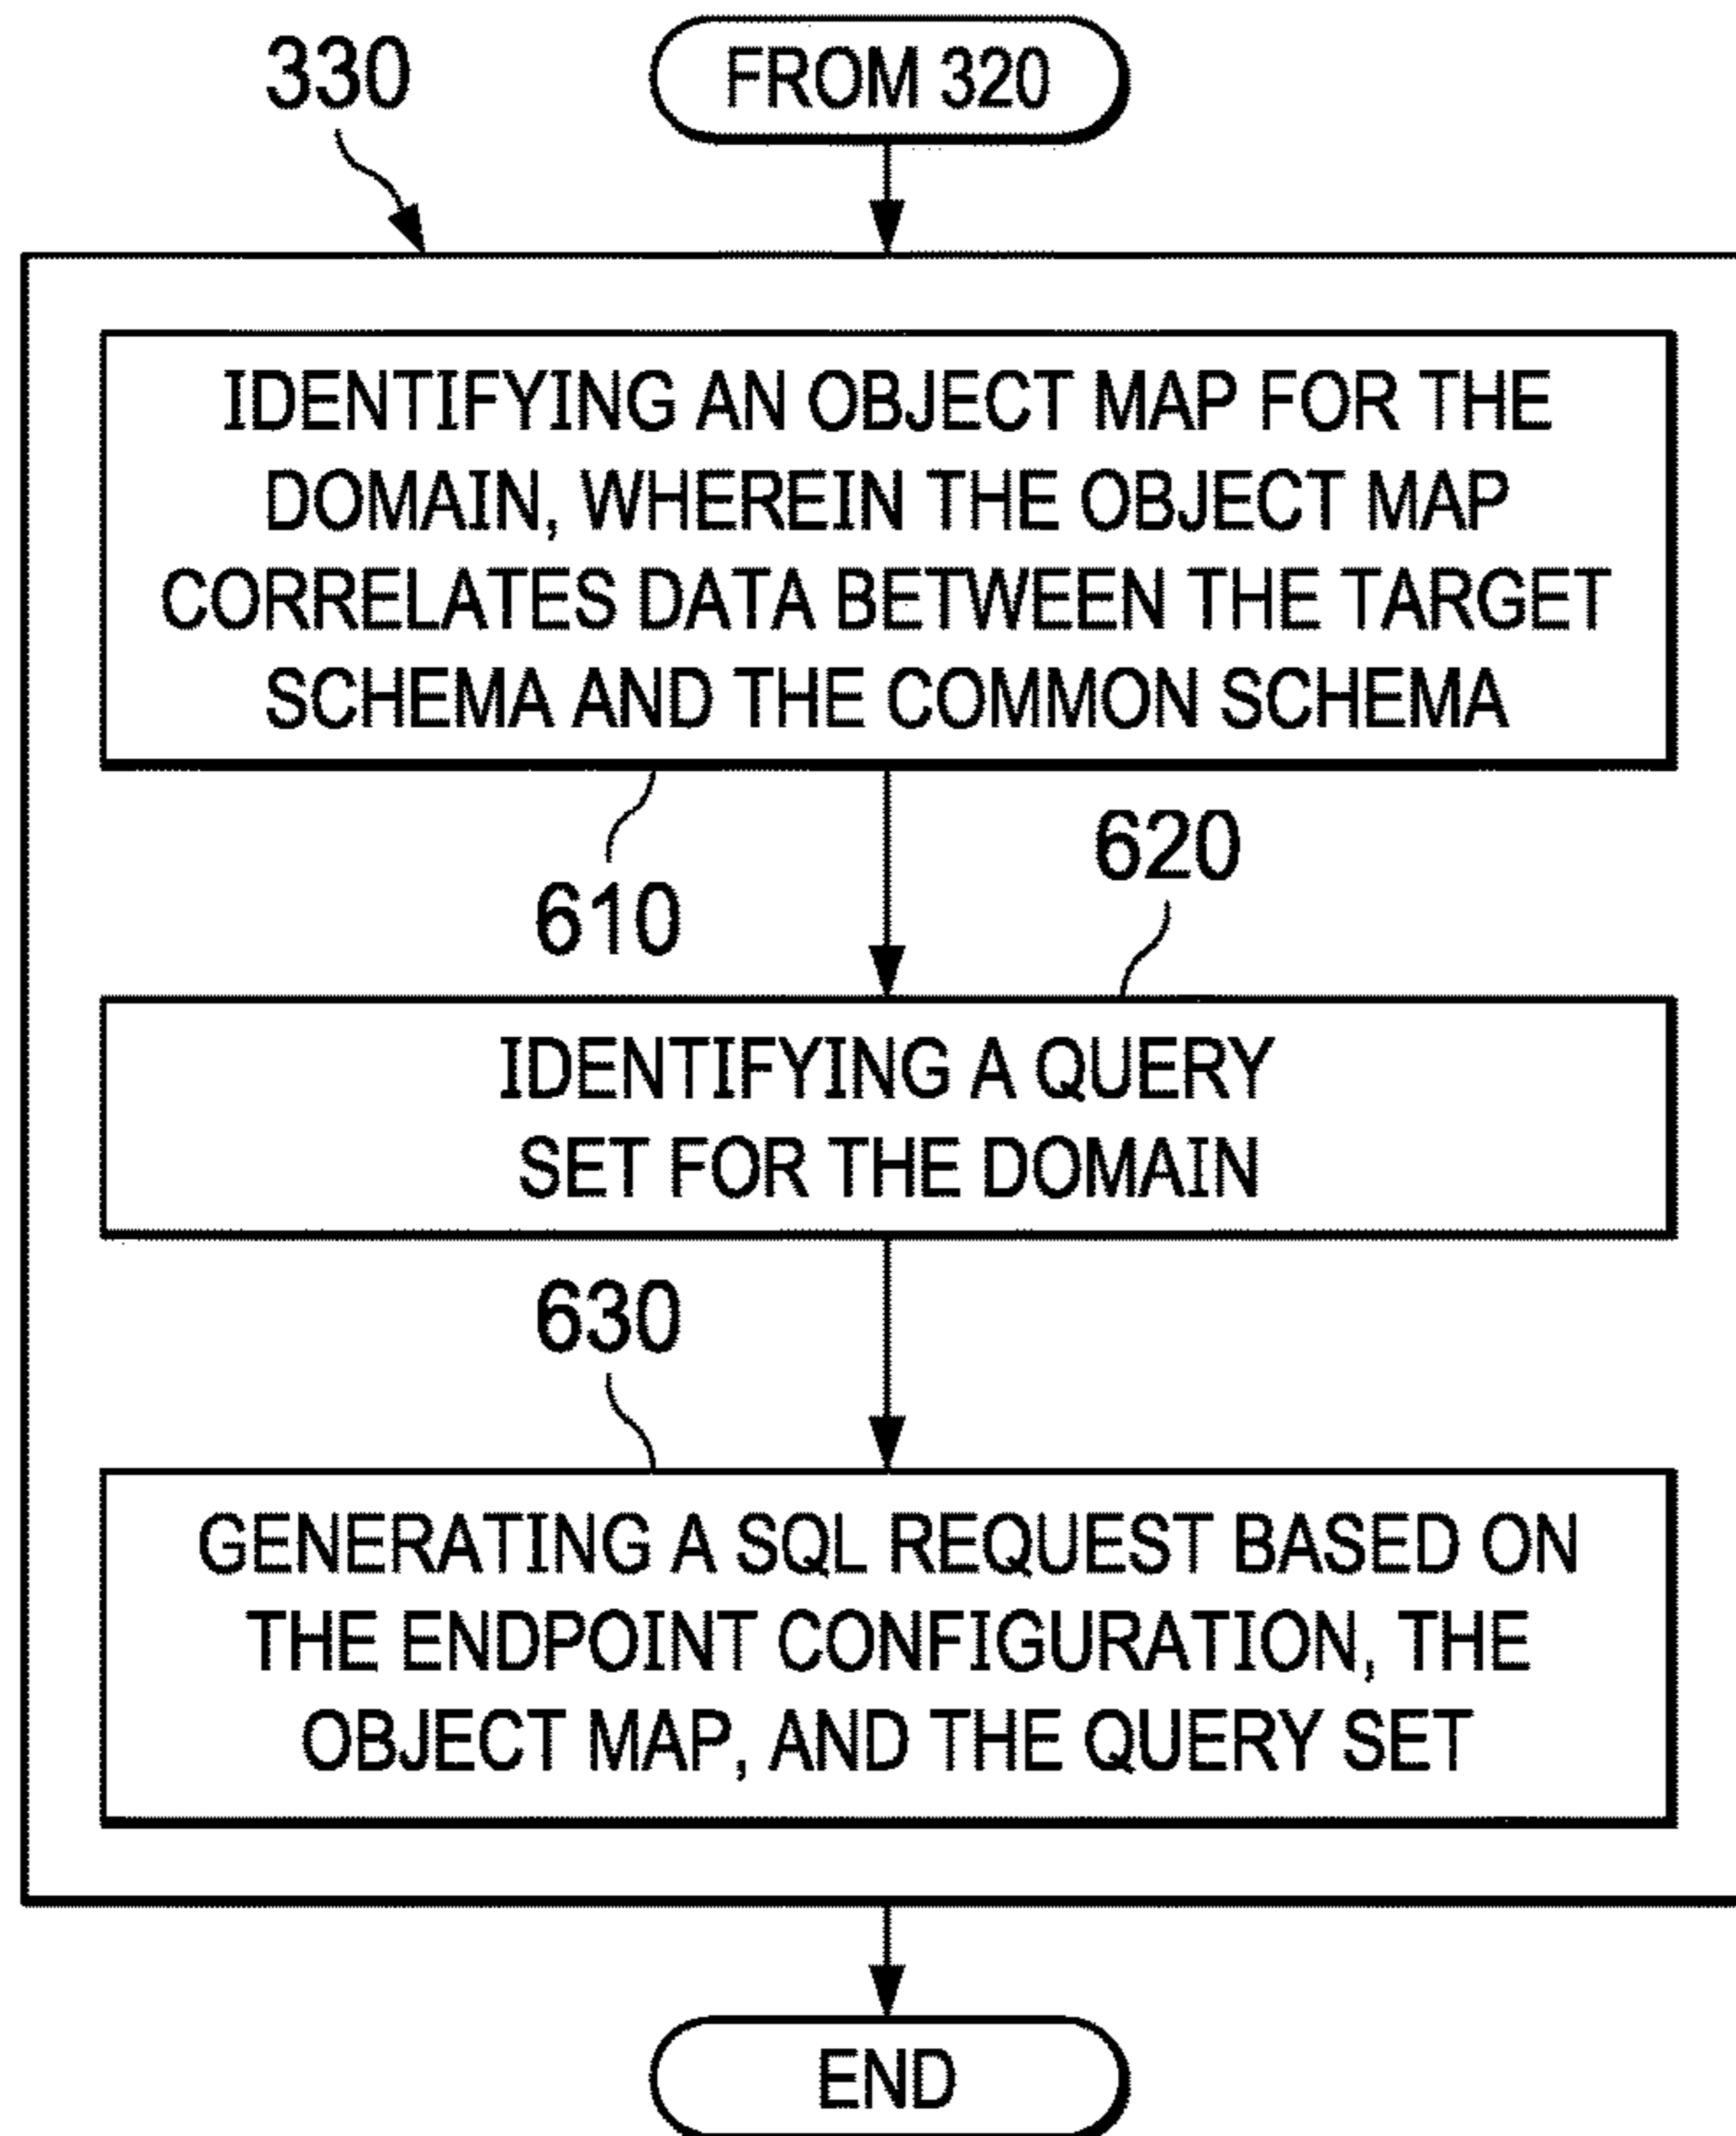 330
FROM 320
IDENTIFYING AN OBJECT MAP FOR THE
DOMAIN, WHEREIN THE OBJECT MAP
CORRELATES DATA BETWEEN THE TARGET
SCHEMA AND THE COMMON SCHEMA
610
620
IDENTIFYING A QUERY
SET FOR THE DOMAIN
630
GENERATING A SQL REQUEST BASED ON
THE ENDPOINT CONFIGURATION, THE
OBJECT MAP, AND THE QUERY SET
END